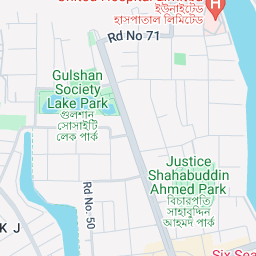 ইউনাইটেড
হাসপাতাল লিমিটেড
Rd No 71
Gulshan
Society
Lake Park
গুলশান
সোসাইটি
লেক পার্ক
Justice
Shahabuddin
Ahmed Park
বিচারপতি
সাহাবুদ্দিন
আহমদ পার্ক
Rd No. 50
K J
H